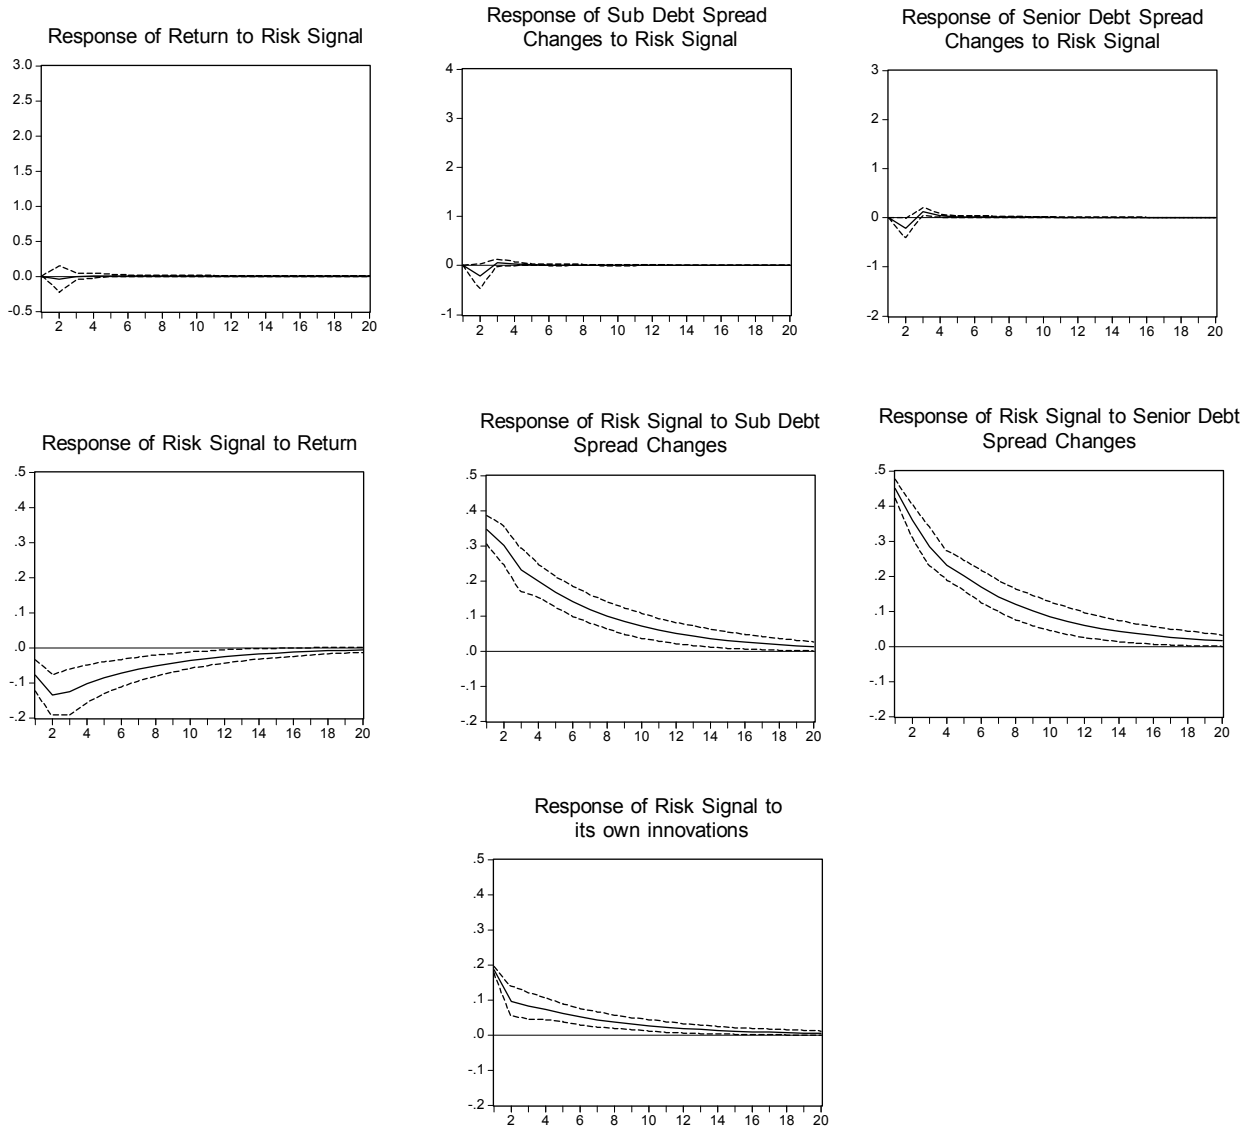 Response of Return to Risk Signal
3.0
2.5
2.0
1.5
1.0
0.5
0.0
-0.5
2 4 6 8 10 12 14 16 18 20
Response of Sub Debt Spread
Changes to Risk Signal
4
3
2
1
0
-1
2 4 6 8 10 12 14 16 18 20
Response of Senior Debt Spread
Changes to Risk Signal
3
2
1
0
-1
-2
2 4 6 8 10 12 14 16 18 20
Response of Risk Signal to Return
.5
.4
.3
.2
.1
.0
-.1
-.2
2 4 6 8 10 12 14 16 18 20
Response of Risk Signal to Sub Debt
Spread Changes
.5
.4
.3
.2
.1
.0
-.1
-.2
2 4 6 8 10 12 14 16 18 20
Response of Risk Signal to Senior Debt
Spread Changes
.5
.4
.3
.2
.1
.0
-.1
-.2
2 4 6 8 10 12 14 16 18 20
Response of Risk Signal to
its own innovations
.5
.4
.3
.2
.1
.0
-.1
-.2
2 4 6 8 10 12 14 16 18 20